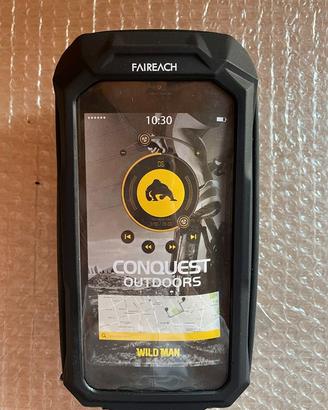 FAIREACH
10:30
CONQUEST
OUTDOORS
WILD MAN